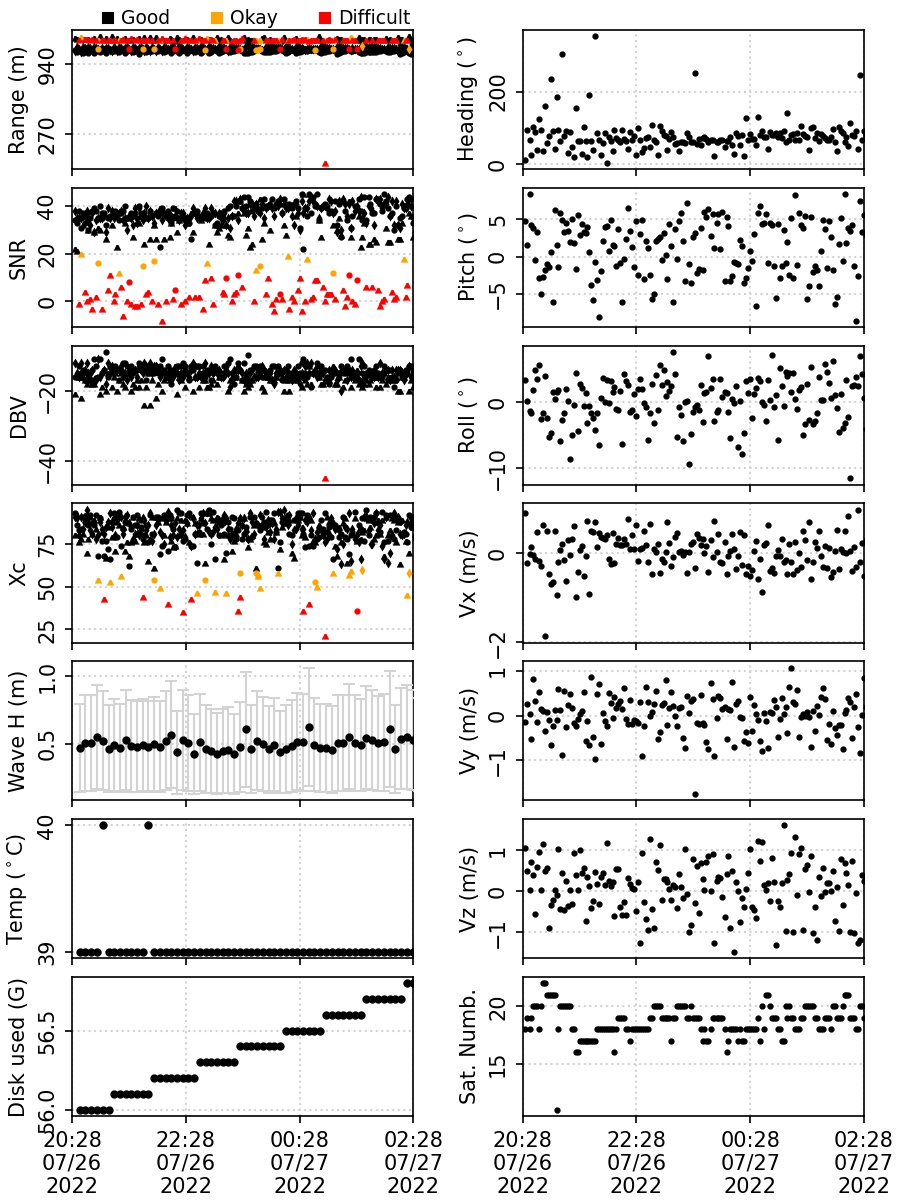 Good Okay Difficult
Range (m)
940
270
SNR
40
20
0
DBV
−20
−40
Xc
75
50
25
Wave H (m)
1.0
0.5
Temp (°C)
40
39
Disk used (G)
56.5
56.0
20:28 22:28 00:28 02:28
07/26 07/26 07/27 07/27
2022 2022 2022 2022
Heading (°)
200
0
Pitch (°)
5
0
−5
Roll (°)
0
−10
Vx (m/s)
0
−2
Vy (m/s)
1
0
−1
Vz (m/s)
1
0
−1
Sat. Numb.
20
15
20:28 22:28 00:28 02:28
07/26 07/26 07/27 07/27
2022 2022 2022 2022